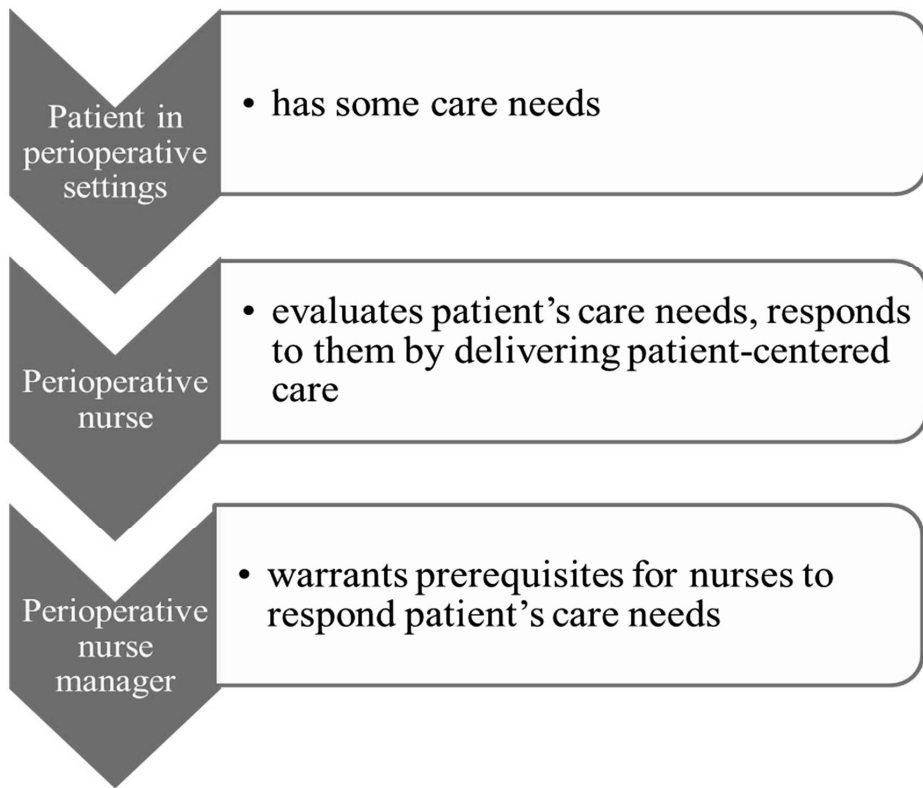 Patient in
perioperative
settings
• has some care needs
Perioperative
nurse
• evaluates patient’s care needs, responds
to them by delivering patient-centered
care
Perioperative
nurse
manager
• warrants prerequisites for nurses to
respond patient’s care needs